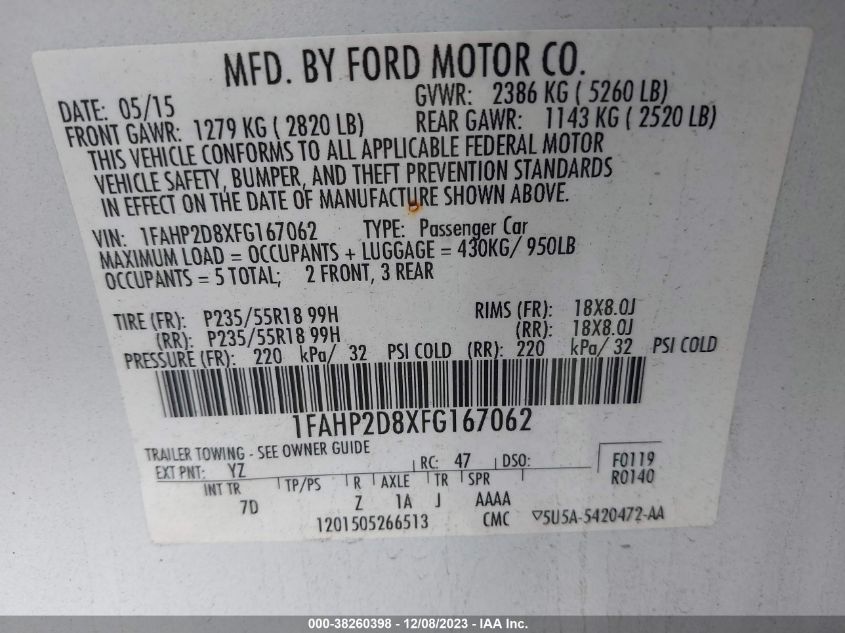 MFD. BY FORD MOTOR CO.
DATE: 05/15 GVWR: 2386 KG ( 5260 LB)
FRONT GAWR: 1279 KG ( 2820 LB) REAR GAWR: 1143 KG ( 2520 LB)
THIS VEHICLE CONFORMS TO ALL APPLICABLE FEDERAL MOTOR
VEHICLE SAFETY, BUMPER, AND THEFT PREVENTION STANDARDS
IN EFFECT ON THE DATE OF MANUFACTURE SHOWN ABOVE.
VIN: 1FAHP2D8XFG167062 TYPE: Passenger Car
MAXIMUM LOAD = OCCUPANTS + LUGGAGE = 430KG/ 950LB
OCCUPANTS = 5 TOTAL; 2 FRONT, 3 REAR
TIRE (FR): P235/55R18 99H RIMS (FR): 18X8.0J
(RR): P235/55R18 99H (RR): 18X8.0J
PRESSURE (FR): 220 kPa/ 32 PSI COLD (RR): 220 kPa/ 32 PSI COLD
1FAHP2D8XFG167062
TRAILER TOWING - SEE OWNER GUIDE
EXT PNT: YZ RC: 47 DSO: F0119
INT TR TP/PS R AXLE TR SPR R0140
7D Z 1A J AAAA
1201505266513 CMC ▽5U5A-5420472-AA
000-38260398 - 12/08/2023 - IAA Inc.